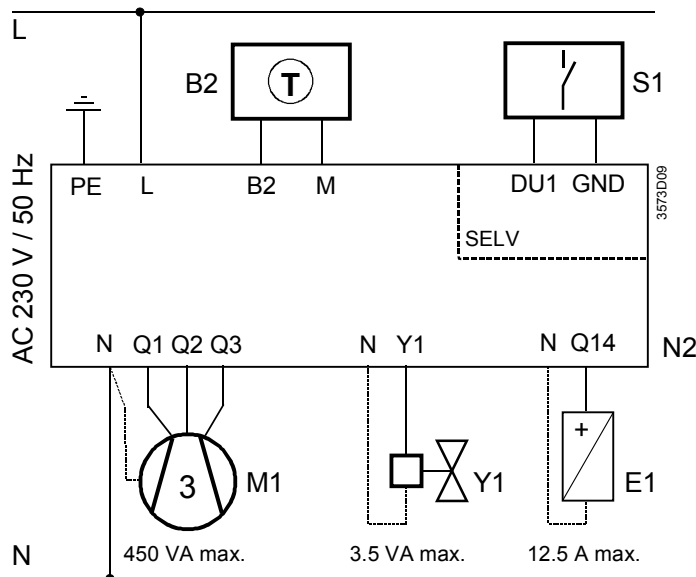 L
B2
T
S1
AC 230 V / 50 Hz
PE L B2 M DU1 GND
3573D09
SELV
N Q1 Q2 Q3 N Y1 N Q14
N2
+
3
M1
Y1
E1
N
450 VA max. 3.5 VA max. 12.5 A max.